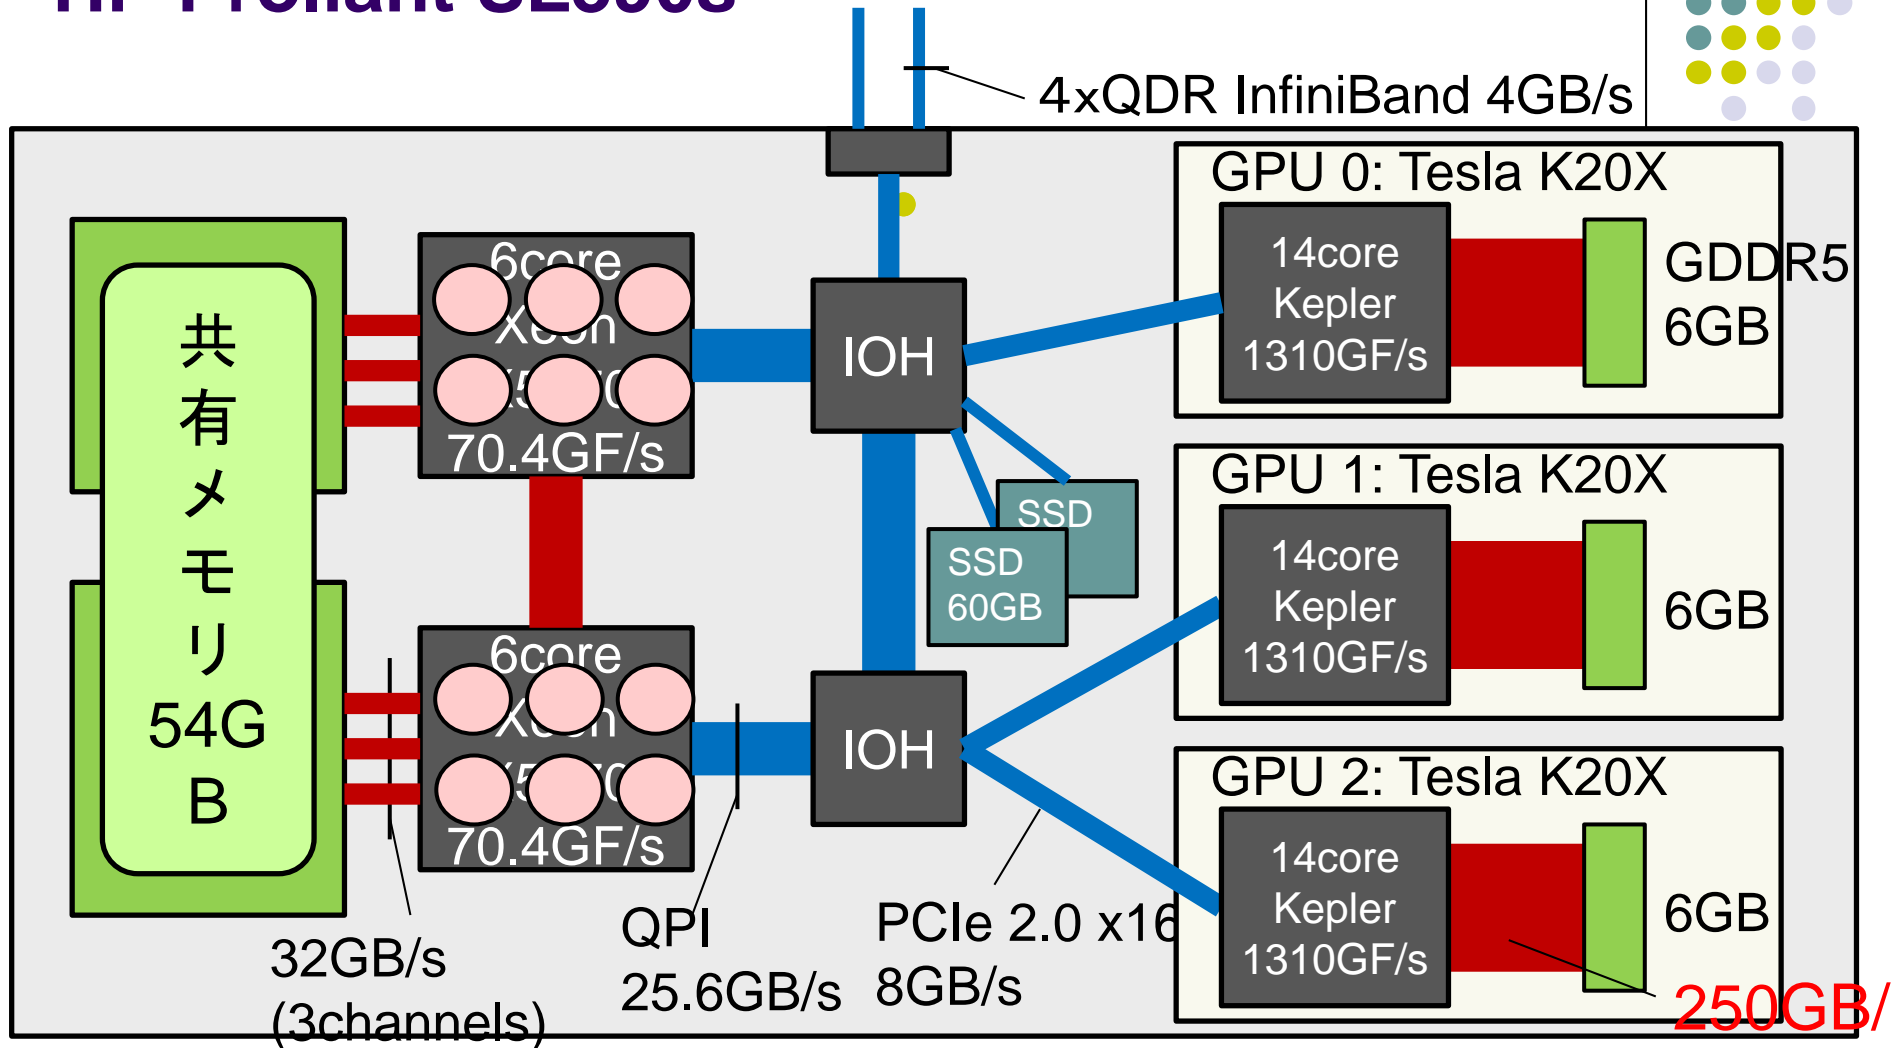 4xQDR InfiniBand 4GB/s
GPU 0: Tesla K20X
14core
Kepler
1310GF/s
GDDR5
6GB
6core
70.4GF/s
IOH
共
有
メ
モ
リ
54G
B
SSD
SSD
60GB
GPU 1: Tesla K20X
14core
Kepler
1310GF/s
6GB
6core
70.4GF/s
IOH
GPU 2: Tesla K20X
14core
Kepler
1310GF/s
6GB
32GB/s
(3channels)
QPI
25.6GB/s
PCIe 2.0 x16
8GB/s
250GB/